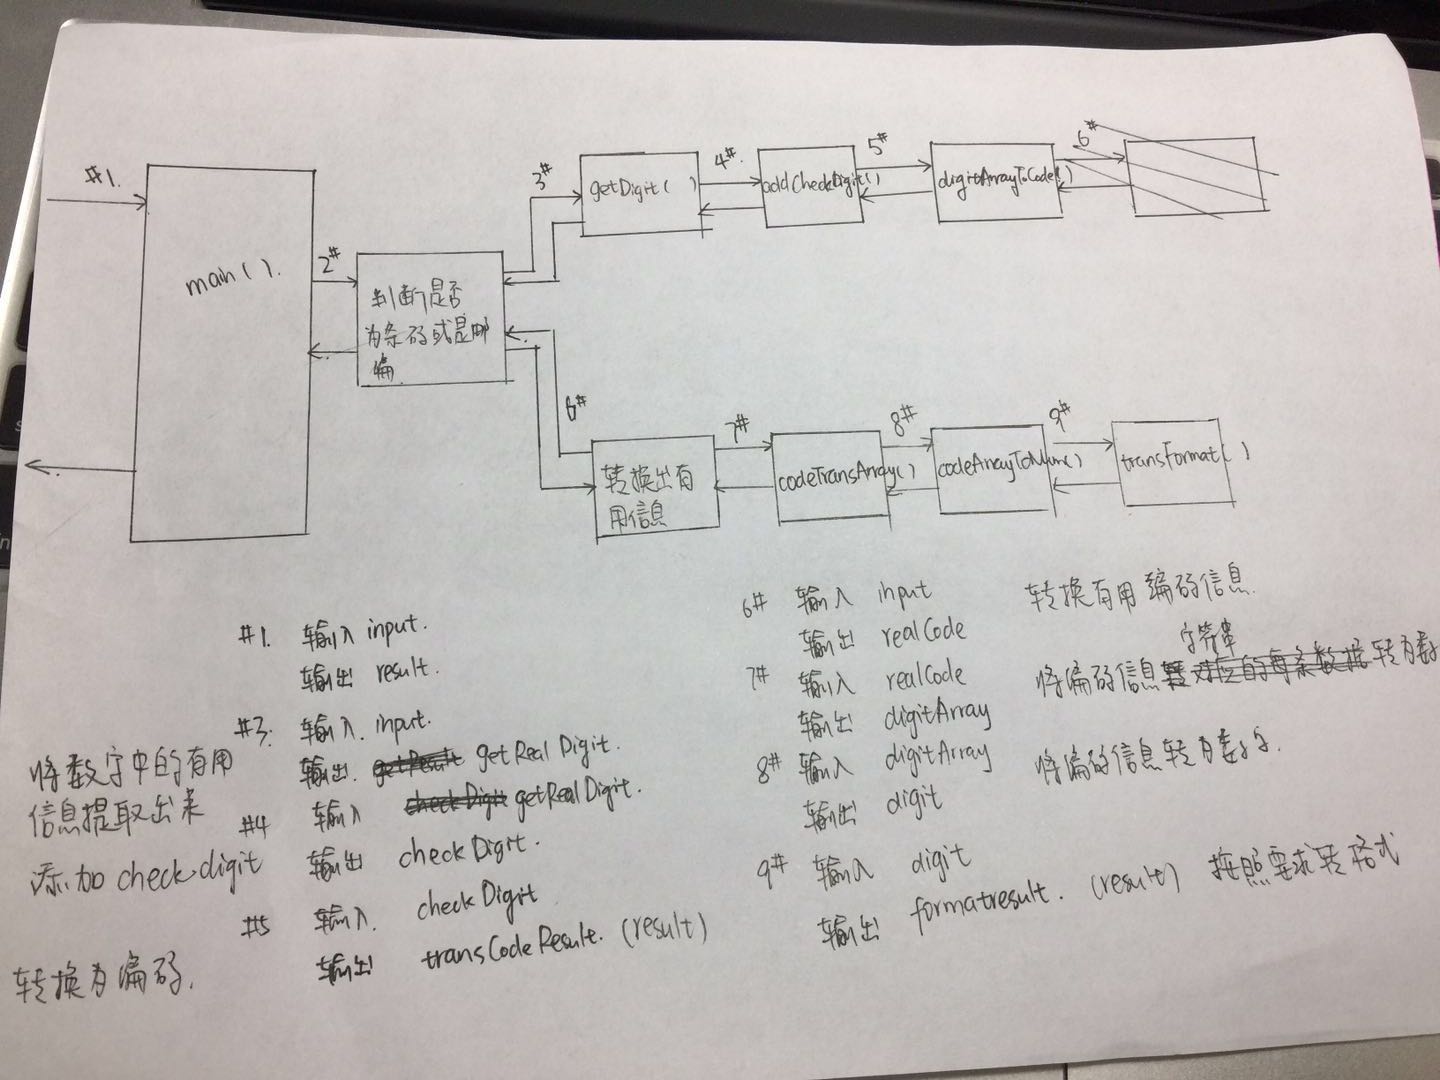 #1.
main().
2#
判断是否
为条码或是邮
编
3#
getDigit( )
4#.
addCheckDigit()
5#
digitArrayToCode()
6#
6#
转换出有
用信息
7#
codeTransArray()
8#
codeArrayToNum()
9#
transFormat( )
#1. 输入 input.
输出 result.
#3. 输入. input.
将数字中的有用
信息提取出来
输出. getResult getReal Digit.
#4 输入 checkDigit getRealDigit.
添加 check digit
输出 checkDigit.
#5 输入. checkDigit
转换为编码.
输出 transCodeResult. (result)
6# 输入 input 转换有用编码信息.
输出 realCode
字符串
7# 输入 realCode 将编码信息对应的每条数据转为数
输出 digitArray
8# 输入 digitArray 将编码信息转为数字.
输出 digit
9# 输入 digit
输出 formatresult. (result) 按照要求转格式